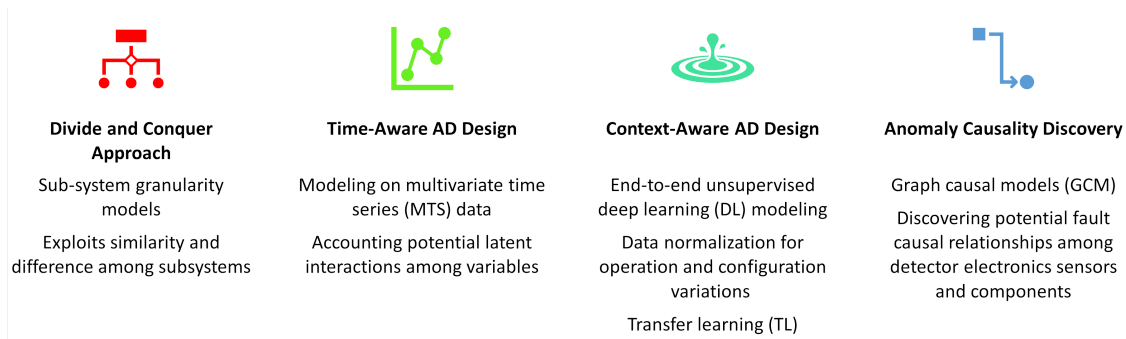 Divide and Conquer
Approach
Sub-system granularity
models
Exploits similarity and
difference among subsystems
Time-Aware AD Design
Modeling on multivariate time
series (MTS) data
Accounting potential latent
interactions among variables
Context-Aware AD Design
End-to-end unsupervised
deep learning (DL) modeling
Data normalization for
operation and configuration
variations
Transfer learning (TL)
Anomaly Causality Discovery
Graph causal models (GCM)
Discovering potential fault
causal relationships among
detector electronics sensors
and components